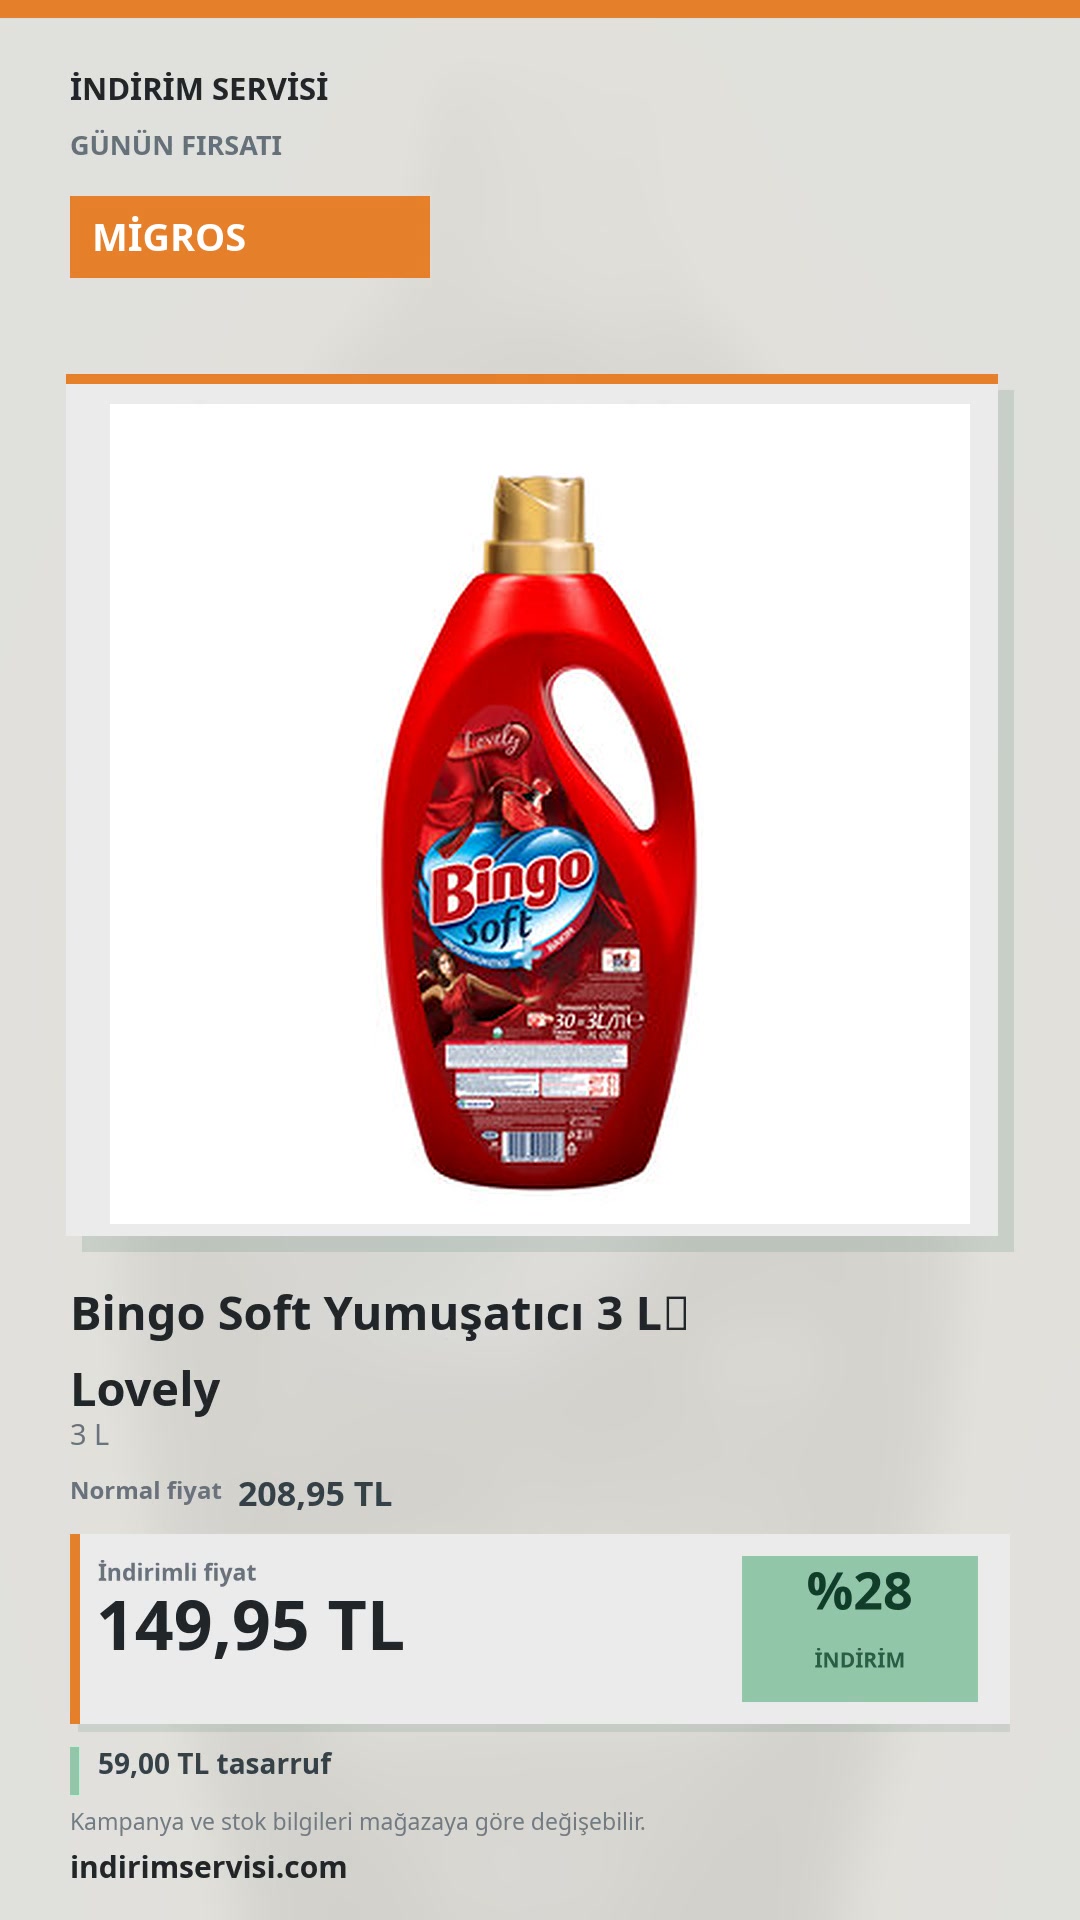 İNDİRİM SERVİSİ
GÜNÜN FIRSATI
MİGROS
Lovely
Bingo
soft
BAKIM
30=3L/3l℮
Bingo Soft Yumuşatıcı 3 L
Lovely
3 L
Normal fiyat 208,95 TL
İndirimli fiyat
149,95 TL
%28
İNDİRİM
59,00 TL tasarruf
Kampanya ve stok bilgileri mağazaya göre değişebilir.
indirimservisi.com